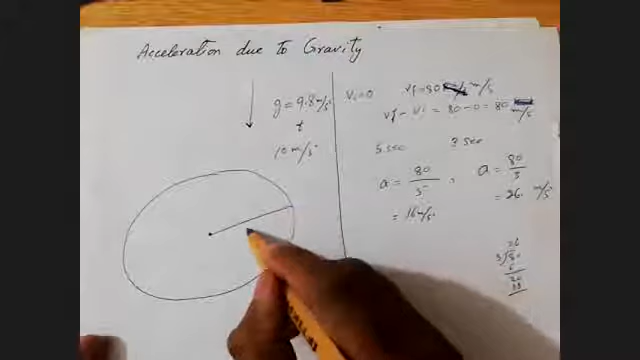 Acceleration due to Gravity
g = 9.8 m/s²
10 m/s²
Vi = 0
Vf = 80 m/s
Vf - Vi = 80 - 0 = 80 m/s
5 sec
3 sec
a = 80/5
= 16 m/s²
a = 80/3
= 26. m/s²